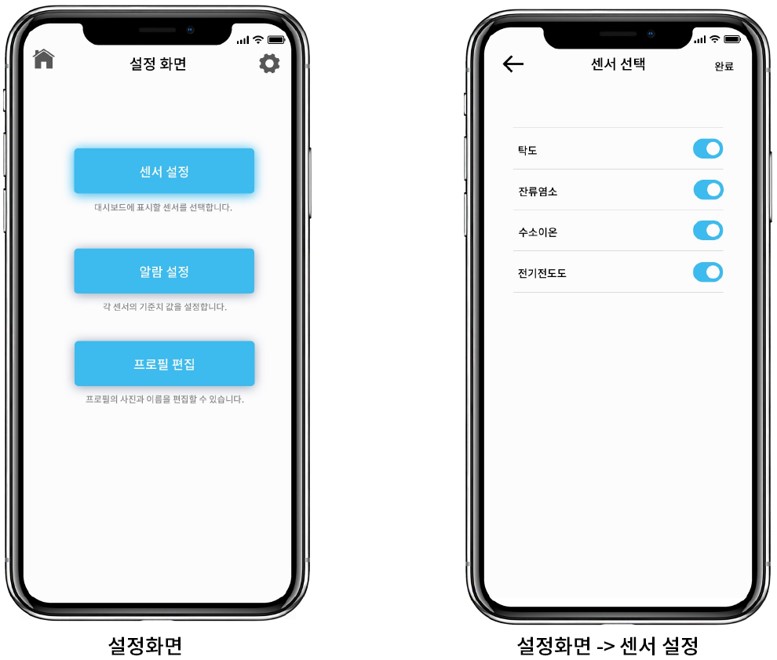 설정 화면
센서 설정
대시보드에 표시할 센서를 선택합니다.
알람 설정
각 센서의 기준지 값을 설정합니다.
프로필 편집
프로필의 사진과 이름을 편집할 수 있습니다.
설정화면
센서 선택
완료
탁도
잔류염소
수소이온
전기전도도
설정화면 -> 센서 설정